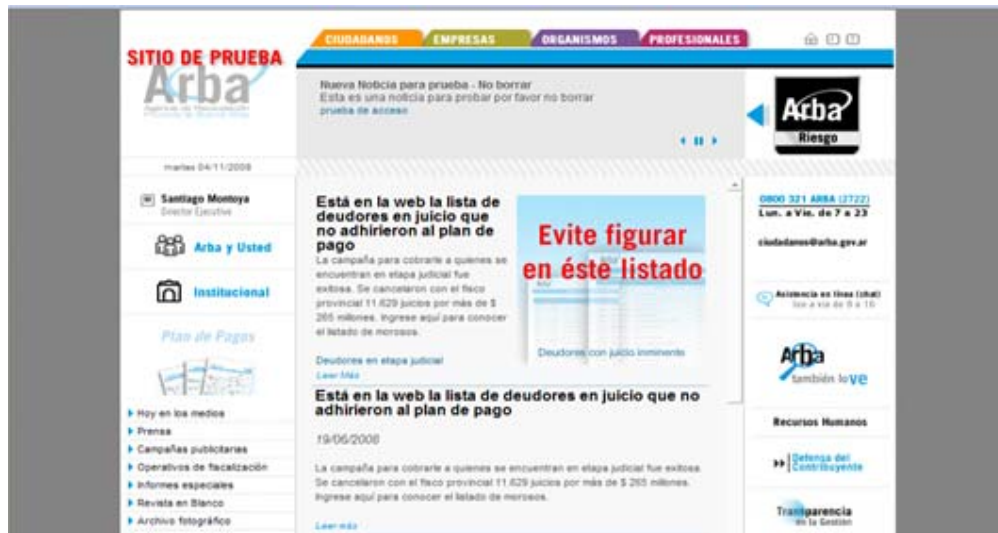 CIUDADANOS EMPRESAS ORGANISMOS PROFESIONALES
SITIO DE PRUEBA
Arba
Nueva Noticia para prueba - No borrar
Esta es una noticia para probar por favor no borrar
prueba de acceso
Arba
Riesgo
martes 04/11/2008
Santiago Montoya
Director Ejecutivo
Arba y Usted
Institucional
Plan de Pagos
Hoy en los medios
Prensa
Campañas publicitarias
Operativos de fiscalización
Informes especiales
Revista en Blanco
Archivo fotográfico
Está en la web la lista de
deudores en juicio que
no adhirieron al plan de
pago
La campaña para cobrarle a quienes se
encuentran en etapa judicial fue
exitosa. Se cancelaron con el fisco
provincial 11.629 juicios por más de $
265 millones. Ingrese aquí para conocer
el listado de morosos.
Deudores en etapa judicial
Leer Más
Evite figurar
en éste listado
Deudores con juicio inminente
Está en la web la lista de deudores en juicio que no
adhirieron al plan de pago
19/06/2008
La campaña para cobrarle a quienes se encuentran en etapa judicial fue exitosa.
Se cancelaron con el fisco provincial 11.629 juicios por más de $ 265 millones.
Ingrese aquí para conocer el listado de morosos.
Leer más
0800 321 ARBA (2722)
Lun. a Vie. de 7 a 23
ciudadanos@arba.gov.ar
Asistencia en línea (chat)
lun a vie de 8 a 16
Arba
también lo ve
Recursos Humanos
Defensa del
Contribuyente
Transparencia
en la Gestión